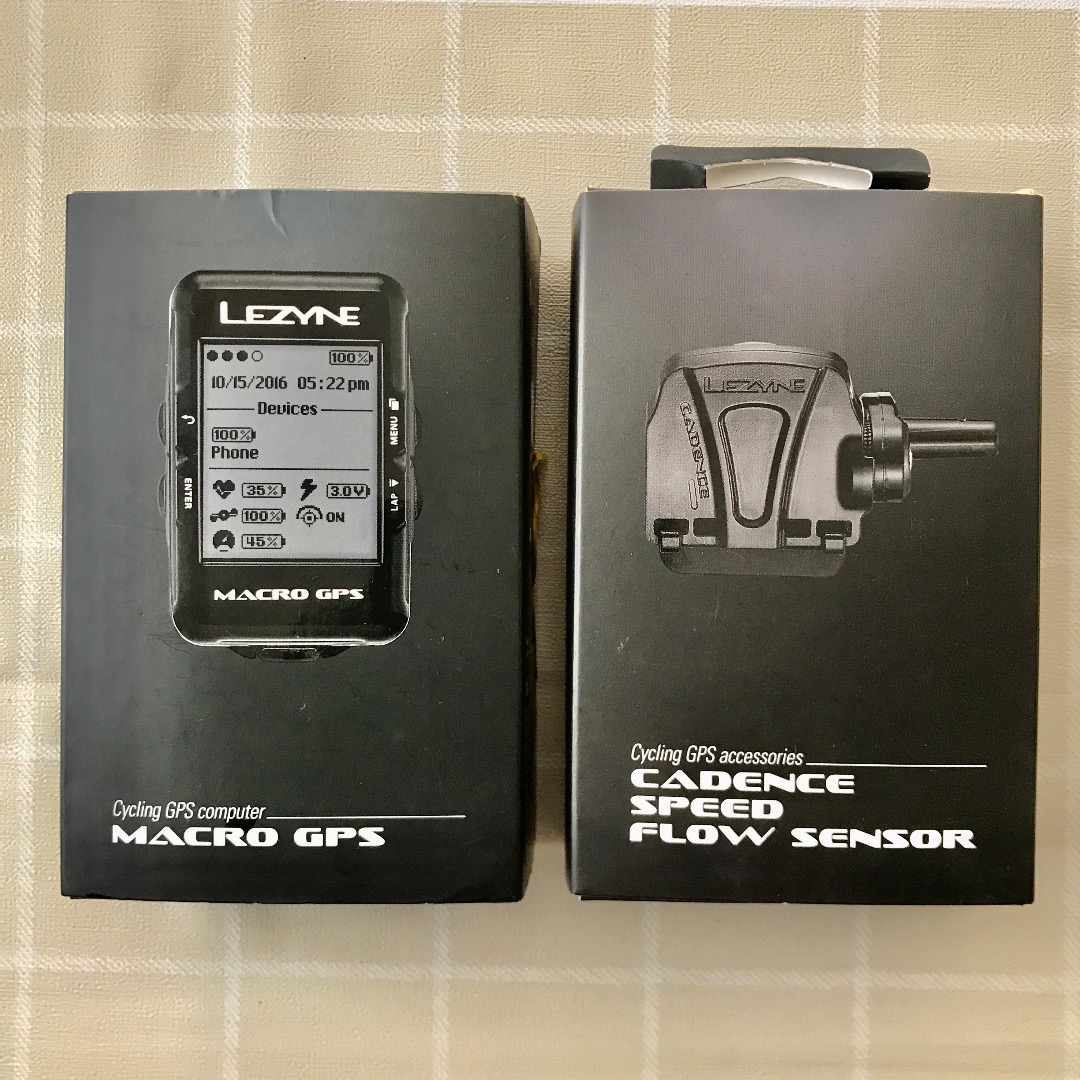 LEZYNE
100%
10/15/2016 05:22 pm
Devices
100%
Phone
35% 3.0V
100% ON
45%
MENU
LAP
ENTER
MACRO GPS
Cycling GPS computer
MACRO GPS
LEZYNE
CADENCE
Cycling GPS accessories
CADENCE
SPEED
FLOW SENSOR